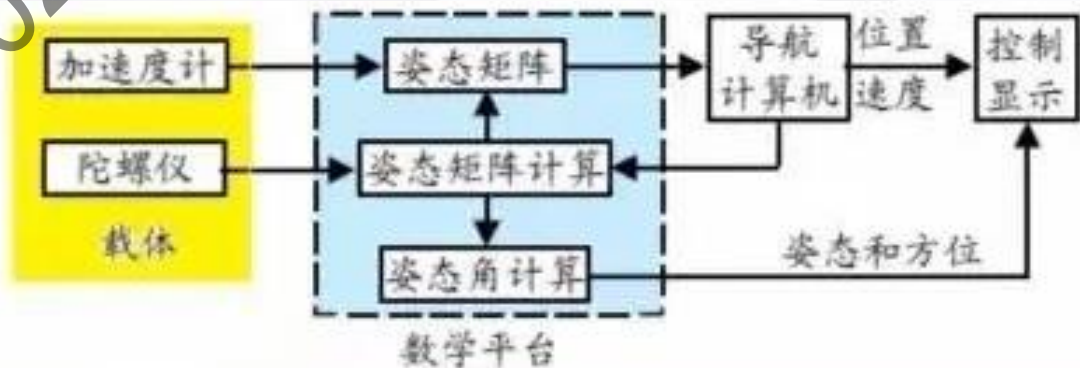 加速度计
姿态矩阵
导航
计算机
位置
速度
控制
显示
陀螺仪
姿态矩阵计算
载体
姿态角计算
姿态和方位
数学平台